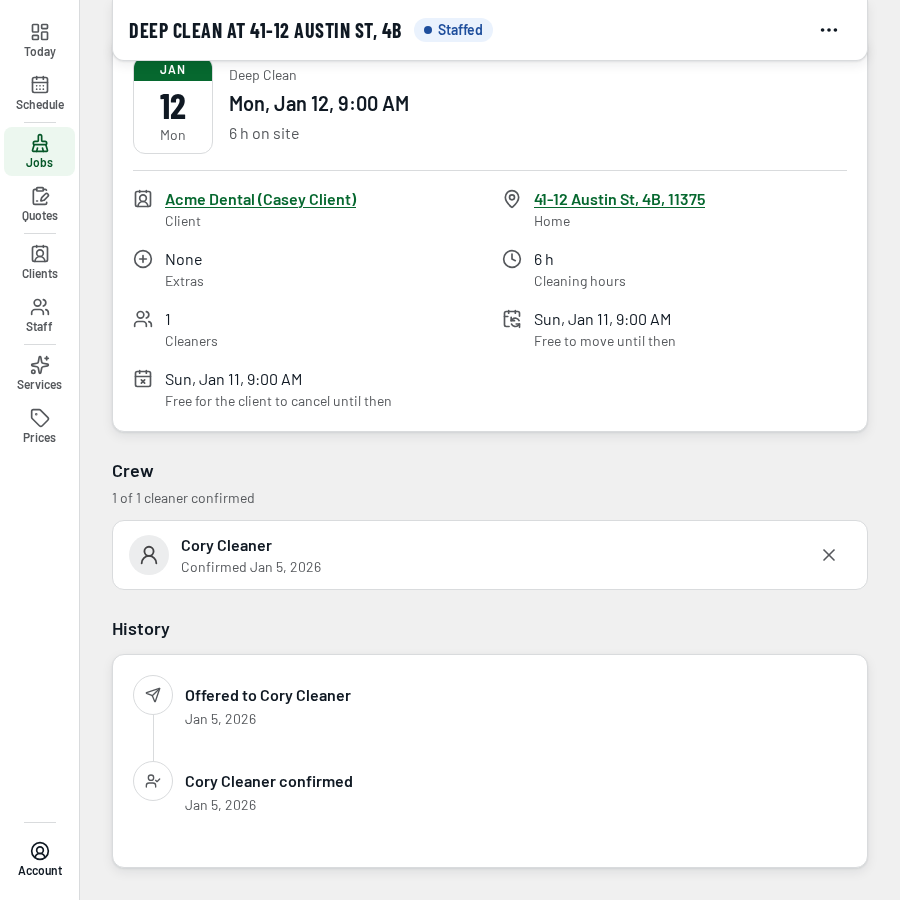 DEEP CLEAN AT 41-12 AUSTIN ST, 4B
Staffed
Today
Schedule
Jobs
Quotes
Clients
Staff
Services
Prices
Account
JAN
12
Mon
Deep Clean
Mon, Jan 12, 9:00 AM
6 h on site
Acme Dental (Casey Client)
Client
41-12 Austin St, 4B, 11375
Home
None
Extras
6 h
Cleaning hours
1
Cleaners
Sun, Jan 11, 9:00 AM
Free to move until then
Sun, Jan 11, 9:00 AM
Free for the client to cancel until then
Crew
1 of 1 cleaner confirmed
Cory Cleaner
Confirmed Jan 5, 2026
History
Offered to Cory Cleaner
Jan 5, 2026
Cory Cleaner confirmed
Jan 5, 2026